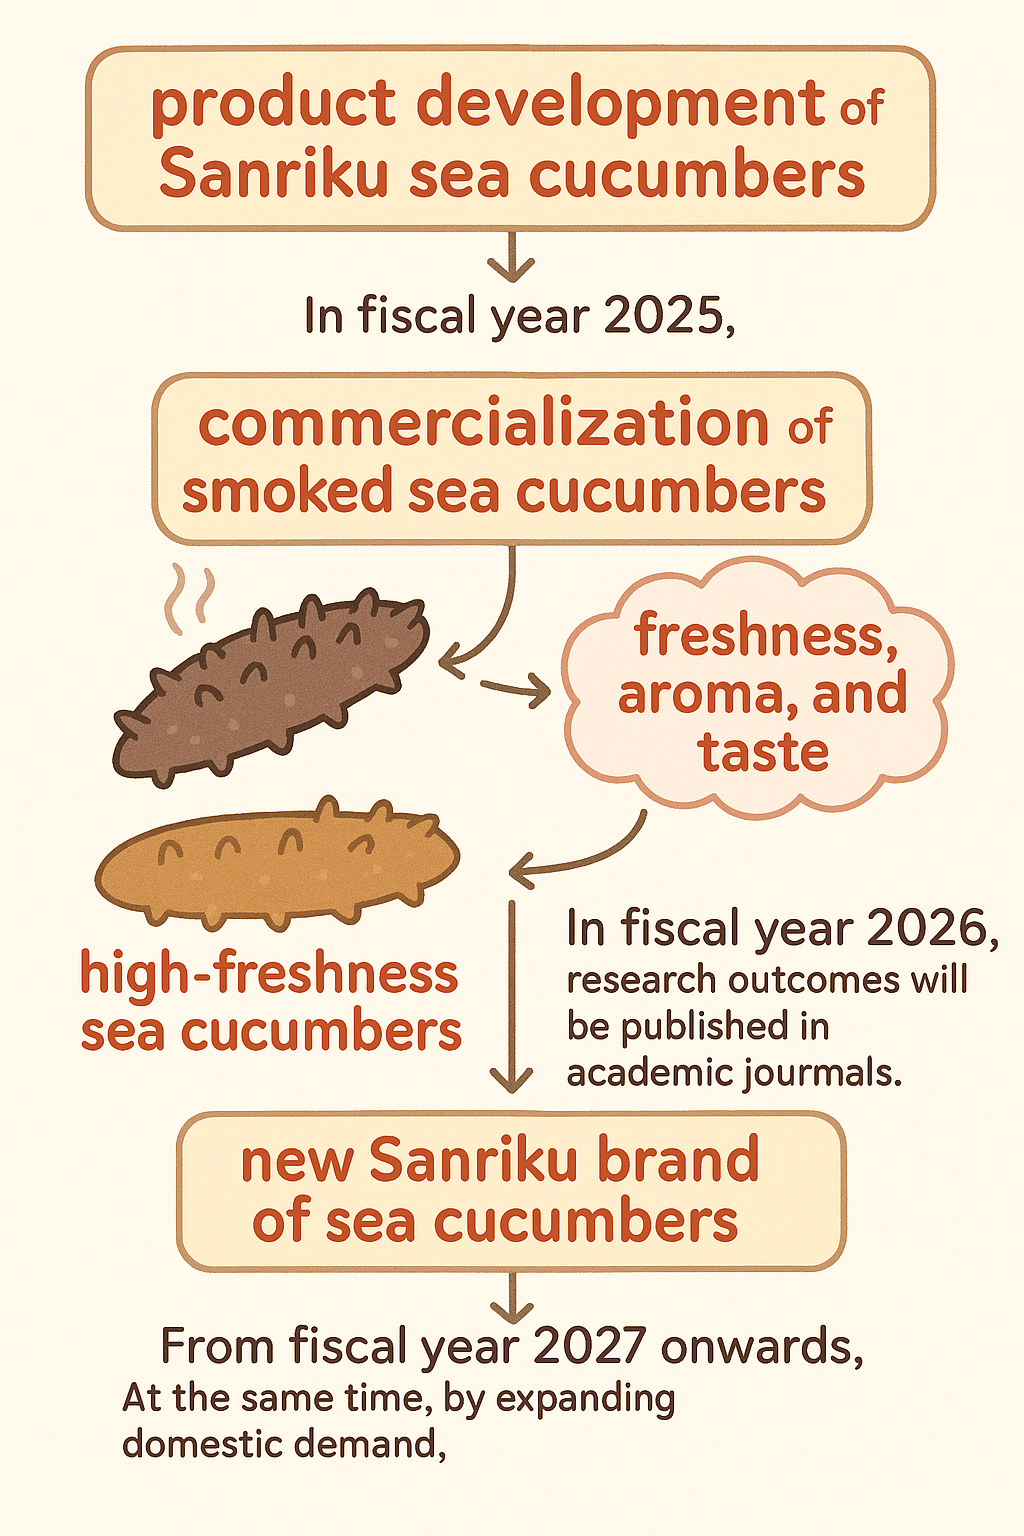 product development of
Sanriku sea cucumbers
In fiscal year 2025,
commercialization of
smoked sea cucumbers
freshness,
aroma, and
taste
high-freshness
sea cucumbers
In fiscal year 2026,
research outcomes will
be published in
academic jourmals.
new Sanriku brand
of sea cucumbers
From fiscal year 2027 onwards,
At the same time, by expanding
domestic demand,